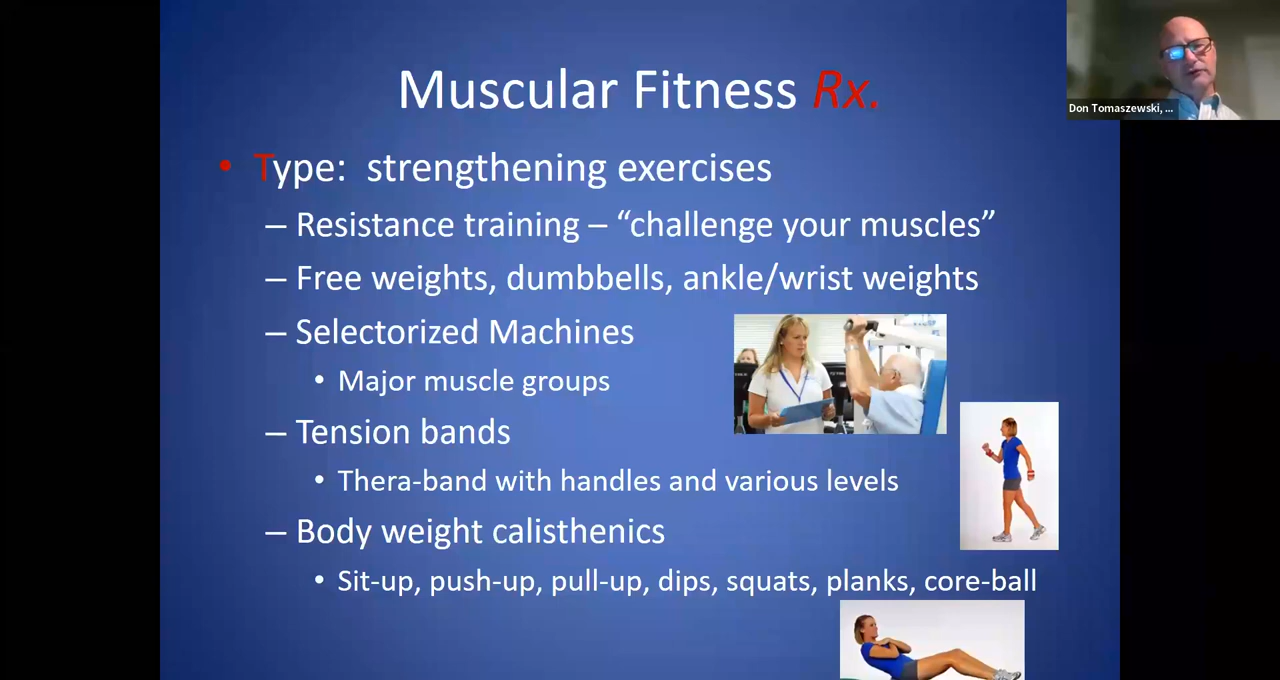 Muscular Fitness Rx.
Don Tomaszewski, ...
• Type: strengthening exercises
– Resistance training – “challenge your muscles”
– Free weights, dumbbells, ankle/wrist weights
– Selectorized Machines
• Major muscle groups
– Tension bands
• Thera-band with handles and various levels
– Body weight calisthenics
• Sit-up, push-up, pull-up, dips, squats, planks, core-ball